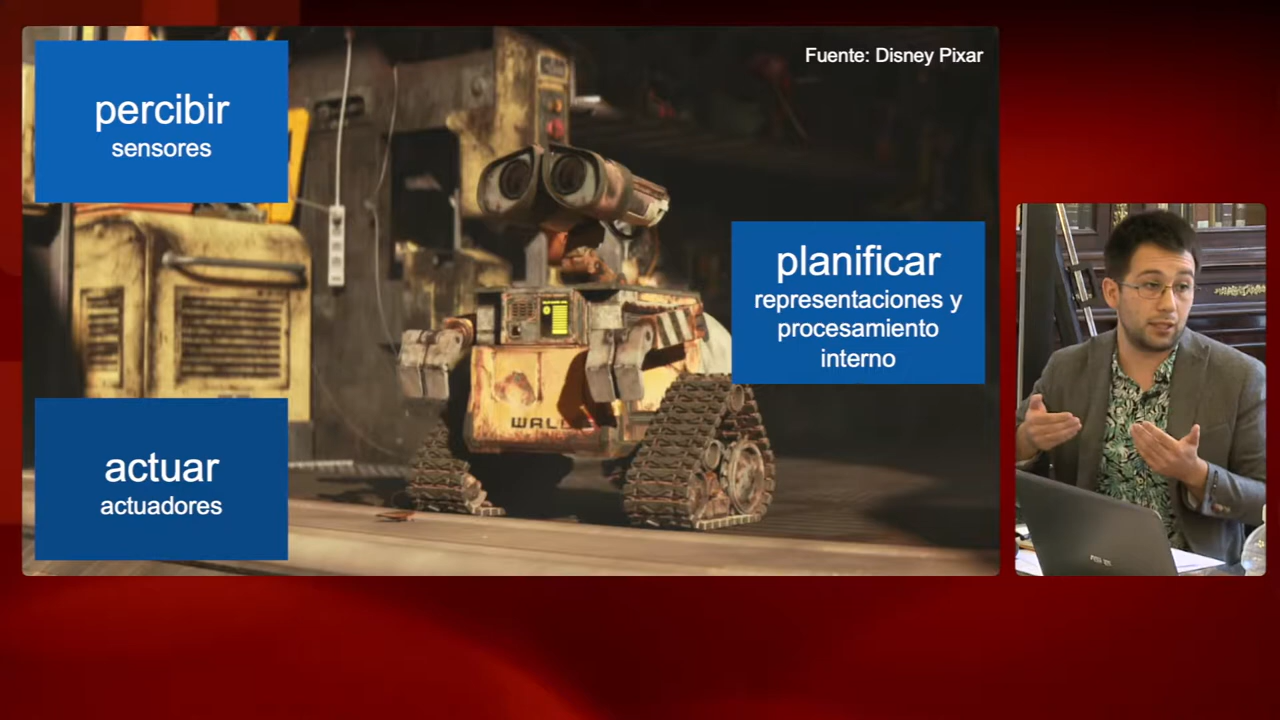 percibir
sensores
Fuente: Disney Pixar
planificar
representaciones y
procesamiento
interno
WALL
actuar
actuadores